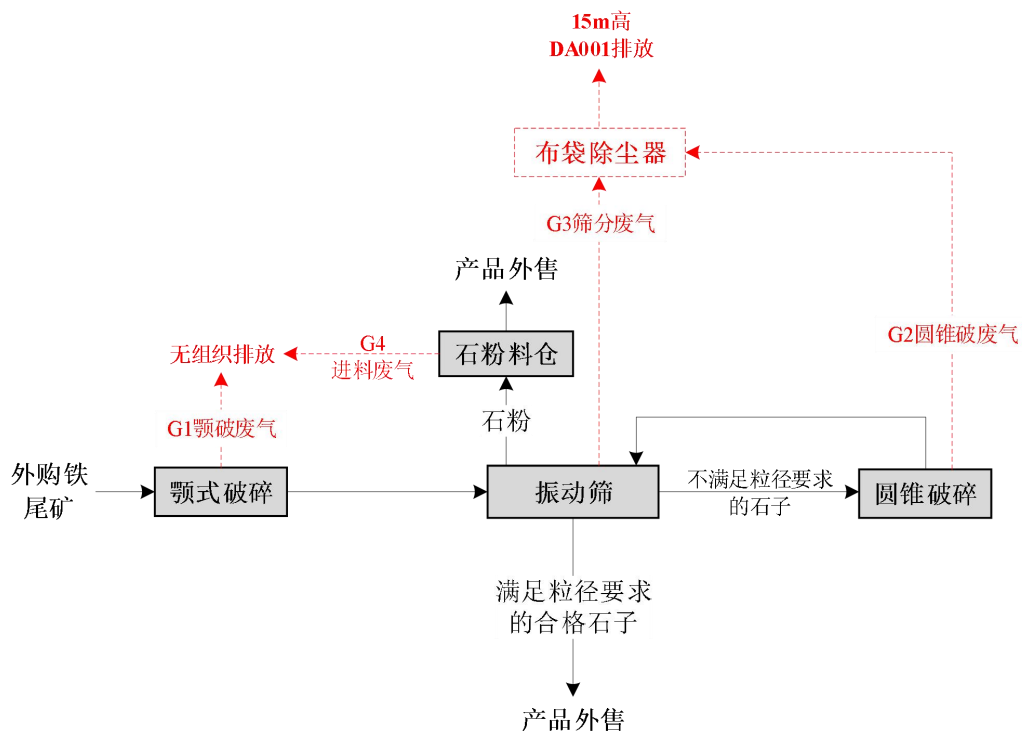 15m高
DA001排放
布袋除尘器
G3筛分废气
产品外售
G2圆锥破废气
无组织排放
G4
进料废气
石粉料仓
石粉
G1颚破废气
外购铁
尾矿
颚式破碎
振动筛
不满足粒径要求
的石子
圆锥破碎
满足粒径要求
的合格石子
产品外售